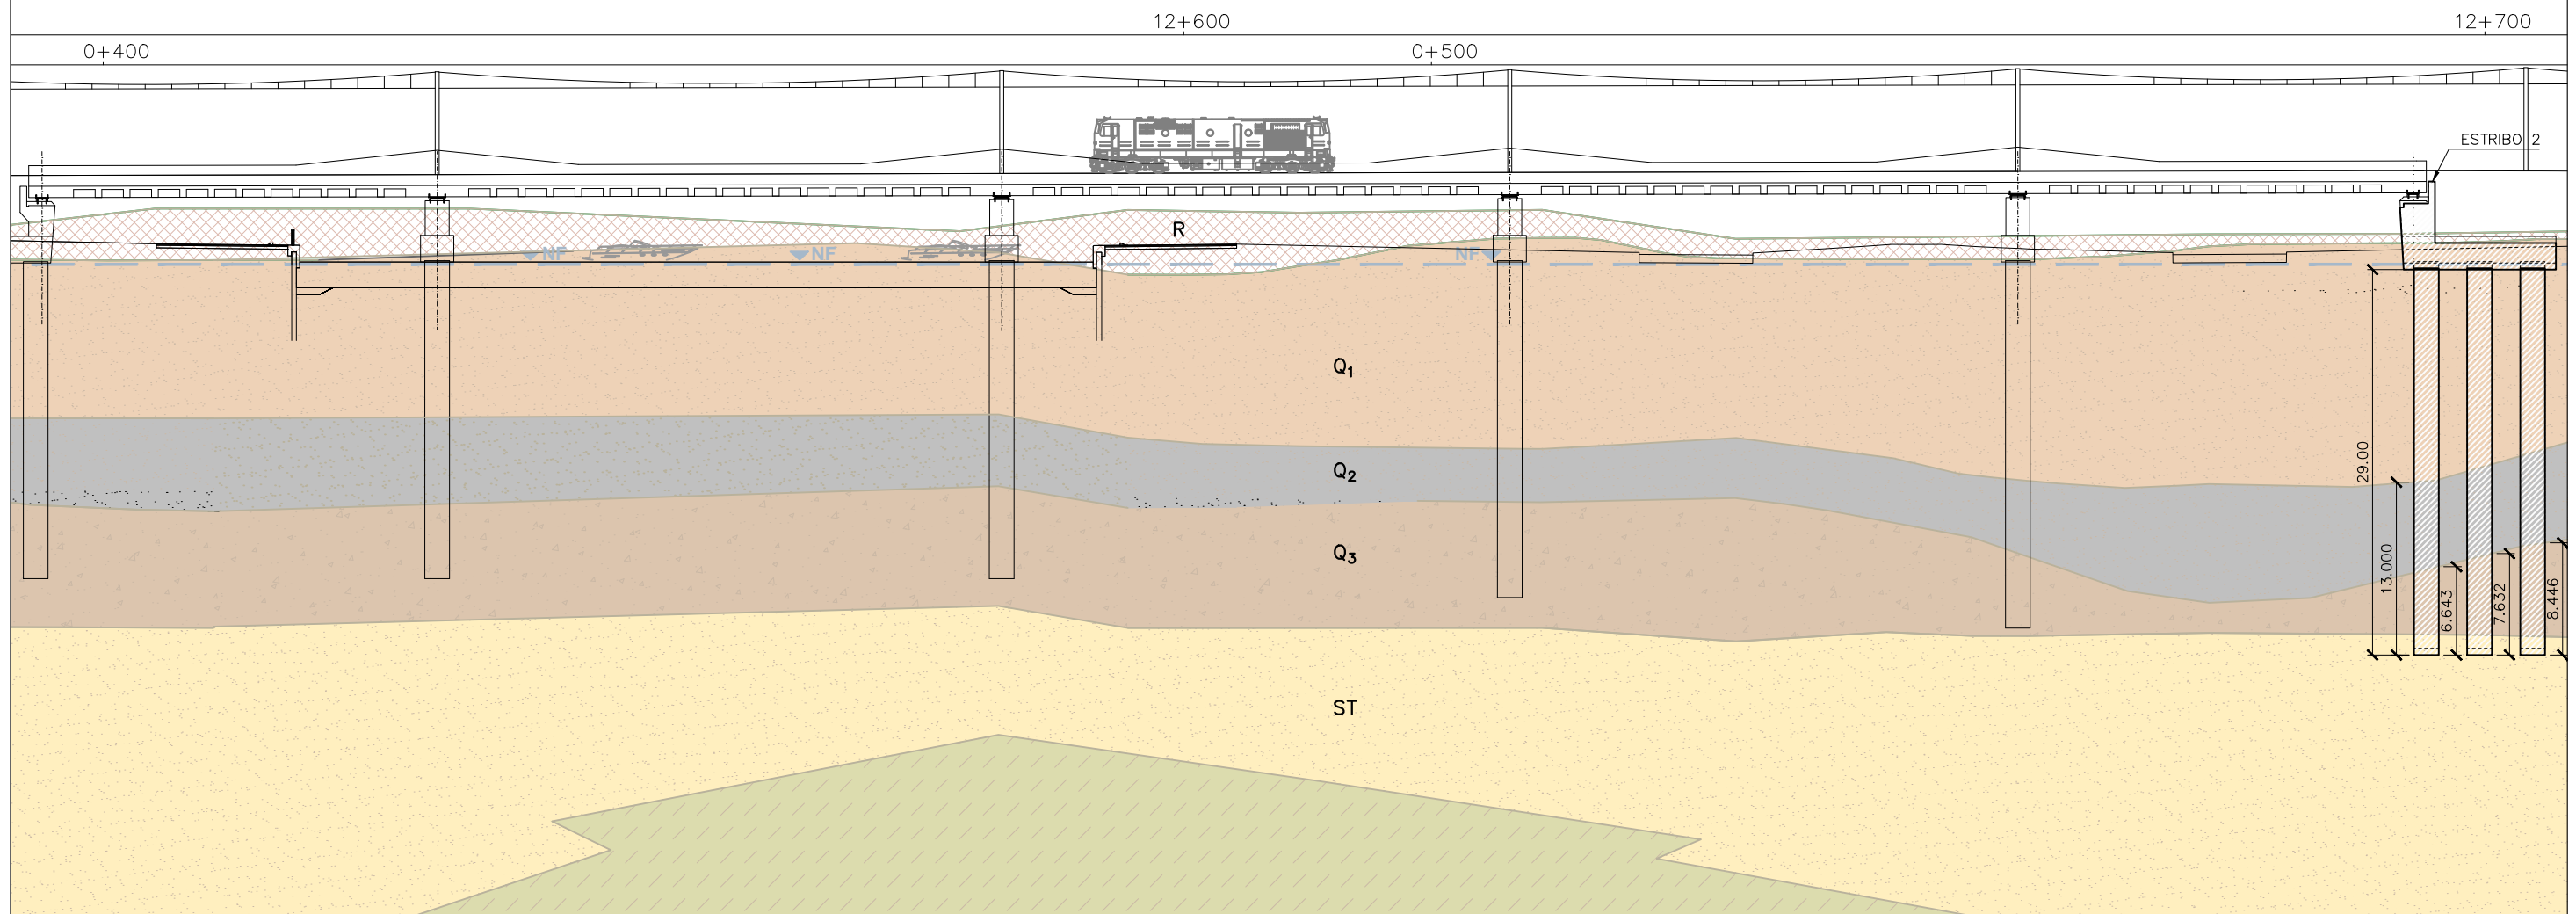 12+600
12+700
0+400
0+500
ESTRIBO 2
R
NF
NF
NF
Q1
Q2
Q3
ST
29.00
13.000
6.643
7.632
8.446